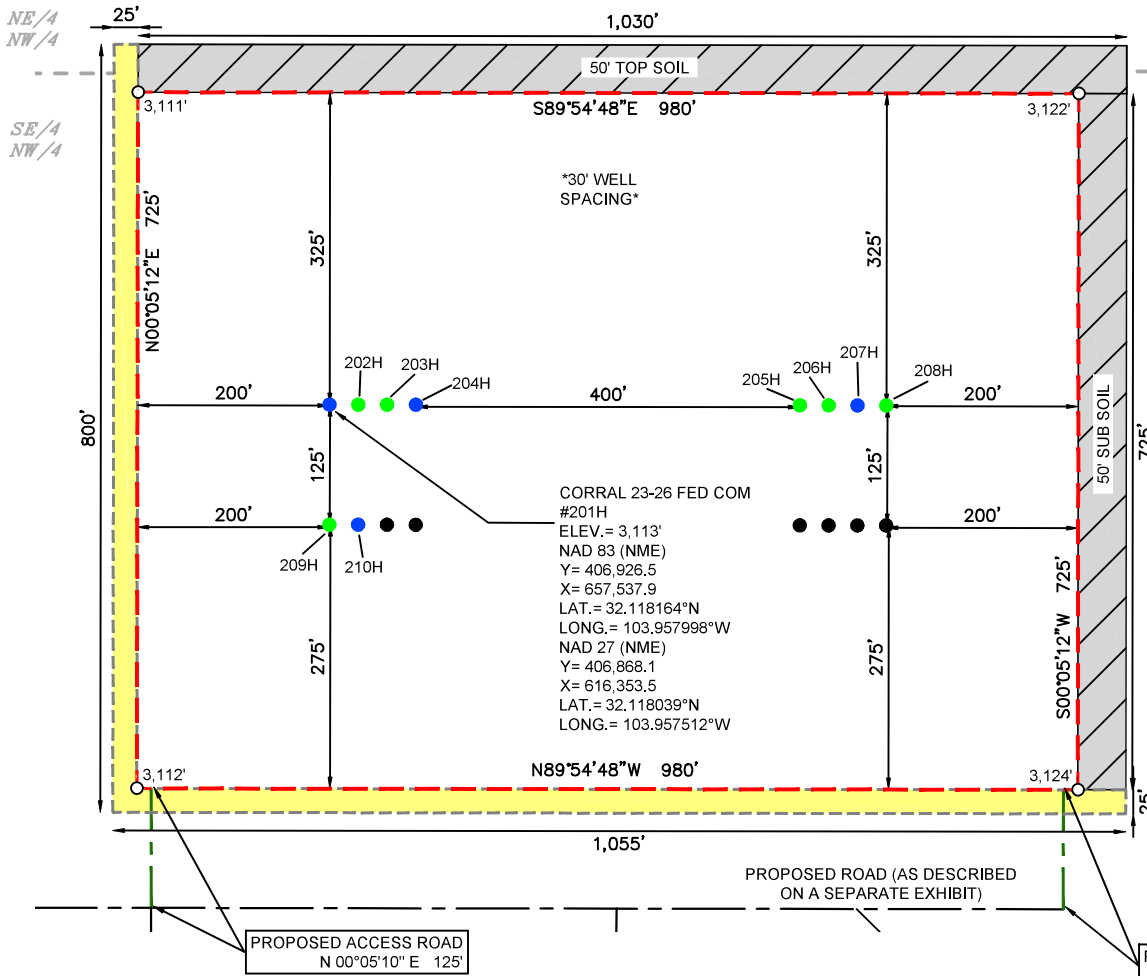 NE/4
NW/4
25'
1,030'
50' TOP SOIL
3,111'
S89°54'48"E 980'
3,122'
SE/4
NW/4
*30' WELL
SPACING*
N00°05'12"E 725'
325'
325'
202H
203H
204H
205H
206H
207H
208H
200'
400'
200'
800'
725'
50' SUB SOIL
125'
125'
200'
200'
209H
210H
CORRAL 23-26 FED COM
#201H
ELEV.= 3,113'
NAD 83 (NME)
Y= 406,926.5
X= 657,537.9
LAT.= 32.118164°N
LONG.= 103.957998°W
NAD 27 (NME)
Y= 406,868.1
X= 616,353.5
LAT.= 32.118039°N
LONG.= 103.957512°W
275'
275'
S00°05'12"W 725'
3,112'
N89°54'48"W 980'
3,124'
25'
1,055'
PROPOSED ROAD (AS DESCRIBED
ON A SEPARATE EXHIBIT)
PROPOSED ACCESS ROAD
N 00°05'10" E 125'